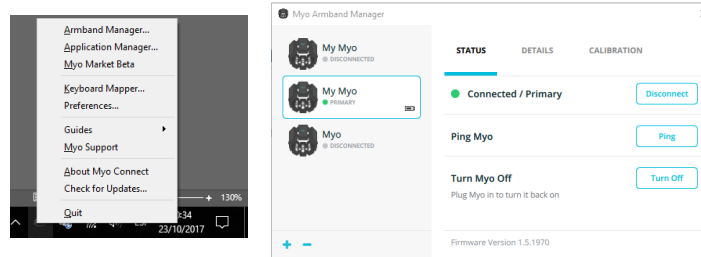 Armband Manager...
Application Manager...
Myo Market Beta
Keyboard Mapper...
Preferences...
Guides
Myo Support
About Myo Connect
Check for Updates...
Quit
+ 130%
:34
23/10/2017
Myo Armband Manager
My Myo
DISCONNECTED
My Myo
PRIMARY
Myo
DISCONNECTED
+ −
STATUS DETAILS CALIBRATION
Connected / Primary Disconnect
Ping Myo Ping
Turn Myo Off Turn Off
Plug Myo in to turn it back on
Firmware Version 1.5.1970